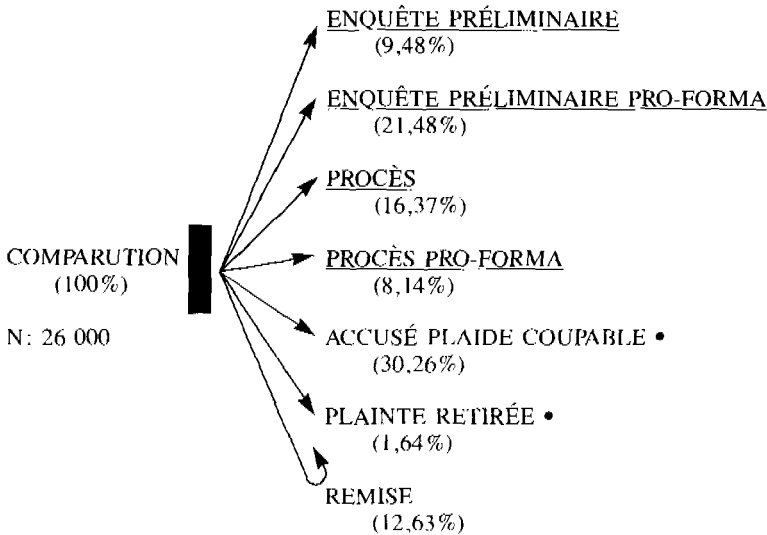 ENQUÊTE PRÉLIMINAIRE
(9,48%)
ENQUÊTE PRÉLIMINAIRE PRO-FORMA
(21,48%)
PROCÈS
(16,37%)
COMPARUTION
(100%)
N: 26 000
PROCÈS PRO-FORMA
(8,14%)
ACCUSÉ PLAIDE COUPABLE •
(30,26%)
PLAINTE RETIRÉE •
(1,64%)
REMISE
(12,63%)